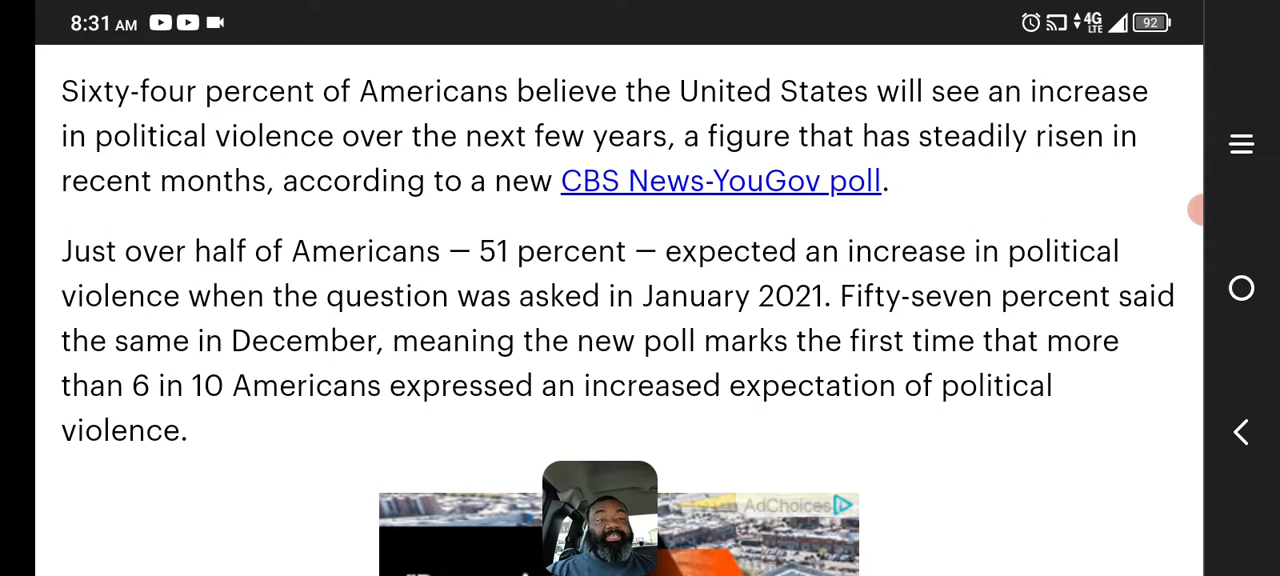 8:31 AM
4G
LTE
92
Sixty-four percent of Americans believe the United States will see an increase
in political violence over the next few years, a figure that has steadily risen in
recent months, according to a new CBS News-YouGov poll.
Just over half of Americans — 51 percent — expected an increase in political
violence when the question was asked in January 2021. Fifty-seven percent said
the same in December, meaning the new poll marks the first time that more
than 6 in 10 Americans expressed an increased expectation of political
violence.
AdChoices